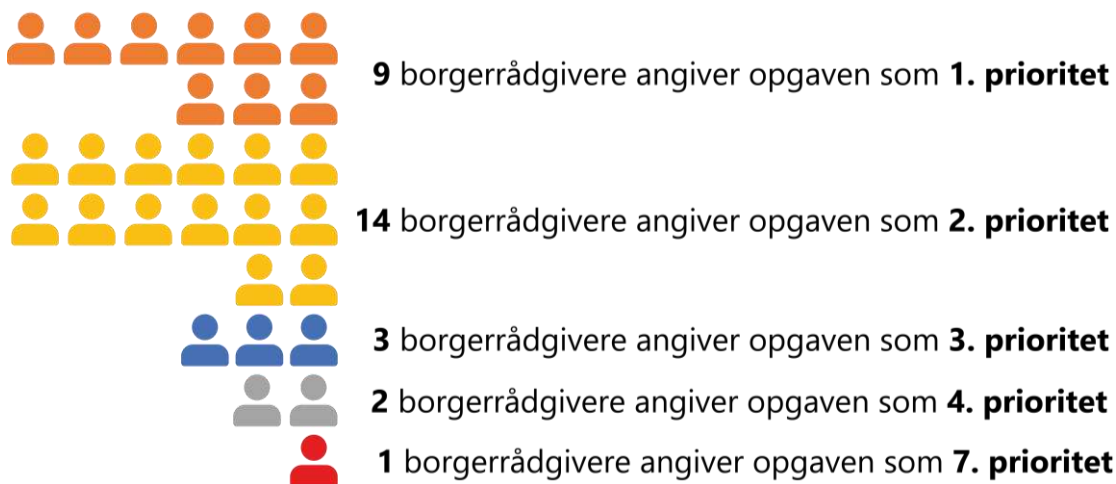 9 borgerrådgivere angiver opgaven som 1. prioritet
14 borgerrådgivere angiver opgaven som 2. prioritet
3 borgerrådgivere angiver opgaven som 3. prioritet
2 borgerrådgivere angiver opgaven som 4. prioritet
1 borgerrådgivere angiver opgaven som 7. prioritet